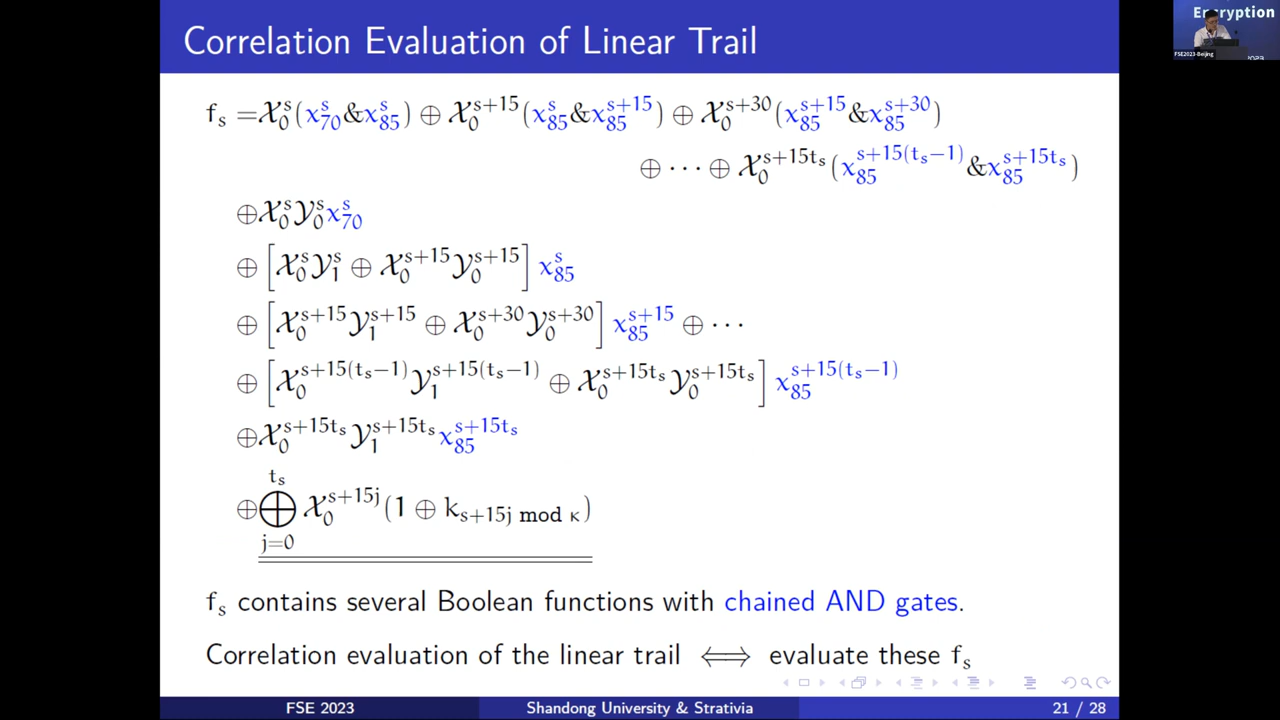 Correlation Evaluation of Linear Trail
f_s = 𝒳_0^s(x_70^s & x_85^s) ⊕ 𝒳_0^{s+15}(x_85^s & x_85^{s+15}) ⊕ 𝒳_0^{s+30}(x_85^{s+15} & x_85^{s+30})
⊕ ··· ⊕ 𝒳_0^{s+15t_s}(x_85^{s+15(t_s−1)} & x_85^{s+15t_s})
⊕ 𝒳_0^s 𝒴_0^s x_70^s
⊕ [𝒳_0^s 𝒴_1^s ⊕ 𝒳_0^{s+15} 𝒴_0^{s+15}] x_85^s
⊕ [𝒳_0^{s+15} 𝒴_1^{s+15} ⊕ 𝒳_0^{s+30} 𝒴_0^{s+30}] x_85^{s+15} ⊕ ···
⊕ [𝒳_0^{s+15(t_s−1)} 𝒴_1^{s+15(t_s−1)} ⊕ 𝒳_0^{s+15t_s} 𝒴_0^{s+15t_s}] x_85^{s+15(t_s−1)}
⊕ 𝒳_0^{s+15t_s} 𝒴_1^{s+15t_s} x_85^{s+15t_s}
⊕ ⨁_{j=0}^{t_s} 𝒳_0^{s+15j}(1 ⊕ k_{s+15j mod κ})
f_s contains several Boolean functions with chained AND gates.
Correlation evaluation of the linear trail ⟺ evaluate these f_s
FSE 2023 Shandong University & Strativia 21 / 28
Encryption
FSE2023-Beijing
2023